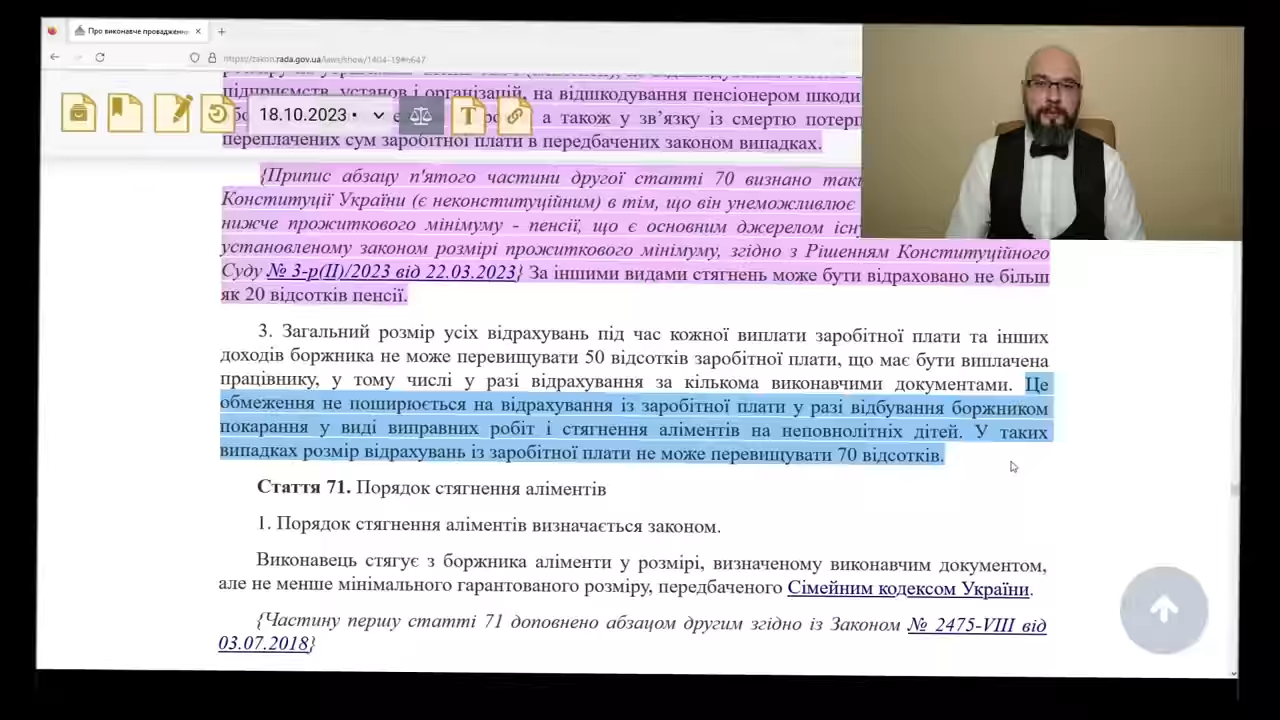 Про виконавче провадженн
https://zakon.rada.gov.ua/laws/show/1404-19#n647
підприємств, установ і організацій, на відшкодування пенсіонером шкоди
18.10.2023
а також у зв’язку із смертю потерп
переплачених сум заробітної плати в передбачених законом випадках.
{Припис абзацу п'ятого частини другої статті 70 визнано таки
Конституції України (є неконституційним) в тім, що він унеможливлює
нижче прожиткового мінімуму - пенсії, що є основним джерелом існу
установленому законом розмірі прожиткового мінімуму, згідно з Рішенням Конституційного
Суду № 3-р(II)/2023 від 22.03.2023} За іншими видами стягнень може бути відраховано не більш
як 20 відсотків пенсії.
3. Загальний розмір усіх відрахувань під час кожної виплати заробітної плати та інших
доходів боржника не може перевищувати 50 відсотків заробітної плати, що має бути виплачена
працівнику, у тому числі у разі відрахування за кількома виконавчими документами. Це
обмеження не поширюється на відрахування із заробітної плати у разі відбування боржником
покарання у виді виправних робіт і стягнення аліментів на неповнолітніх дітей. У таких
випадках розмір відрахувань із заробітної плати не може перевищувати 70 відсотків.
Стаття 71. Порядок стягнення аліментів
1. Порядок стягнення аліментів визначається законом.
Виконавець стягує з боржника аліменти у розмірі, визначеному виконавчим документом,
але не менше мінімального гарантованого розміру, передбаченого Сімейним кодексом України.
{Частину першу статті 71 доповнено абзацом другим згідно із Законом № 2475-VIII від
03.07.2018}